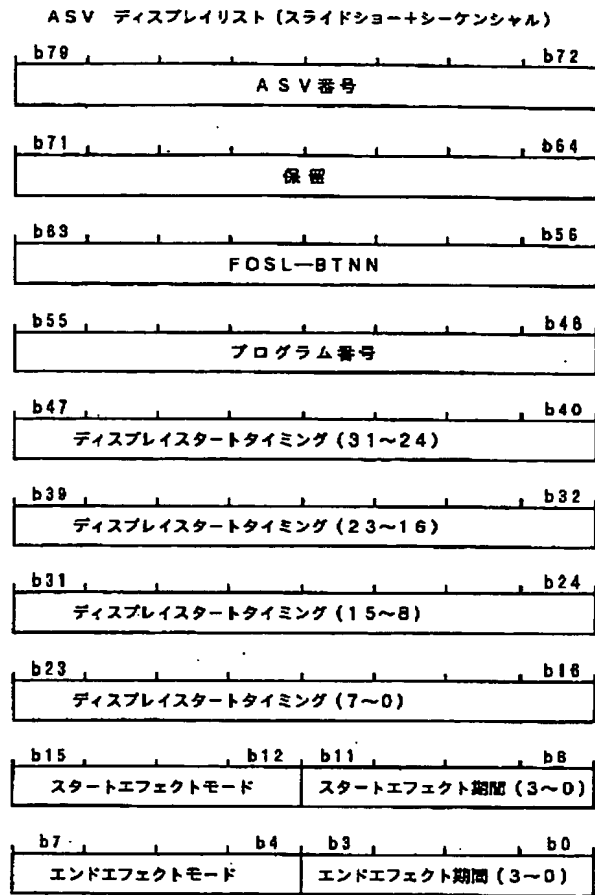 ASV ディスプレイリスト(スライドショー+シーケンシャル)
b79 b72
ASV番号
b71 b64
保留
b63 b56
FOSL―BTNN
b55 b48
プログラム番号
b47 b40
ディスプレイスタートタイミング(31~24)
b39 b32
ディスプレイスタートタイミング(23~16)
b31 b24
ディスプレイスタートタイミング(15~8)
b23 b16
ディスプレイスタートタイミング(7~0)
b15 b12 b11 b8
スタートエフェクトモード スタートエフェクト期間(3~0)
b7 b4 b3 b0
エンドエフェクトモード エンドエフェクト期間(3~0)